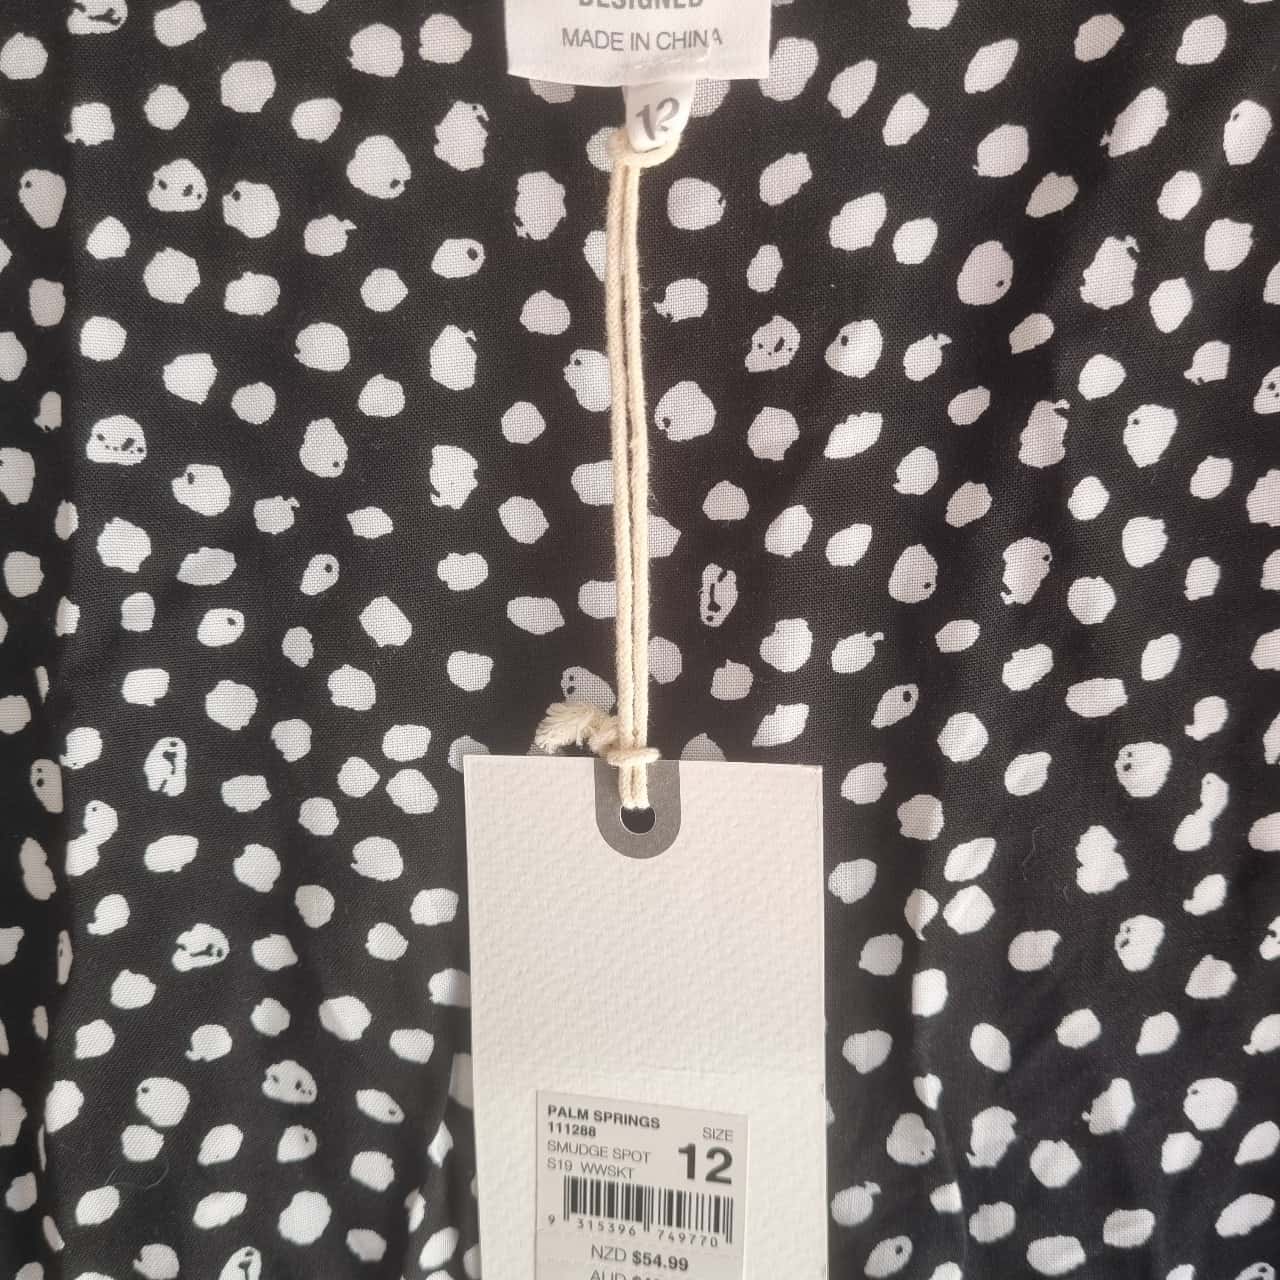 DESIGNED
MADE IN CHINA
12
PALM SPRINGS
111288
SMUDGE SPOT
S19 WWSKT
SIZE
12
9 315396 749770
NZD $54.99